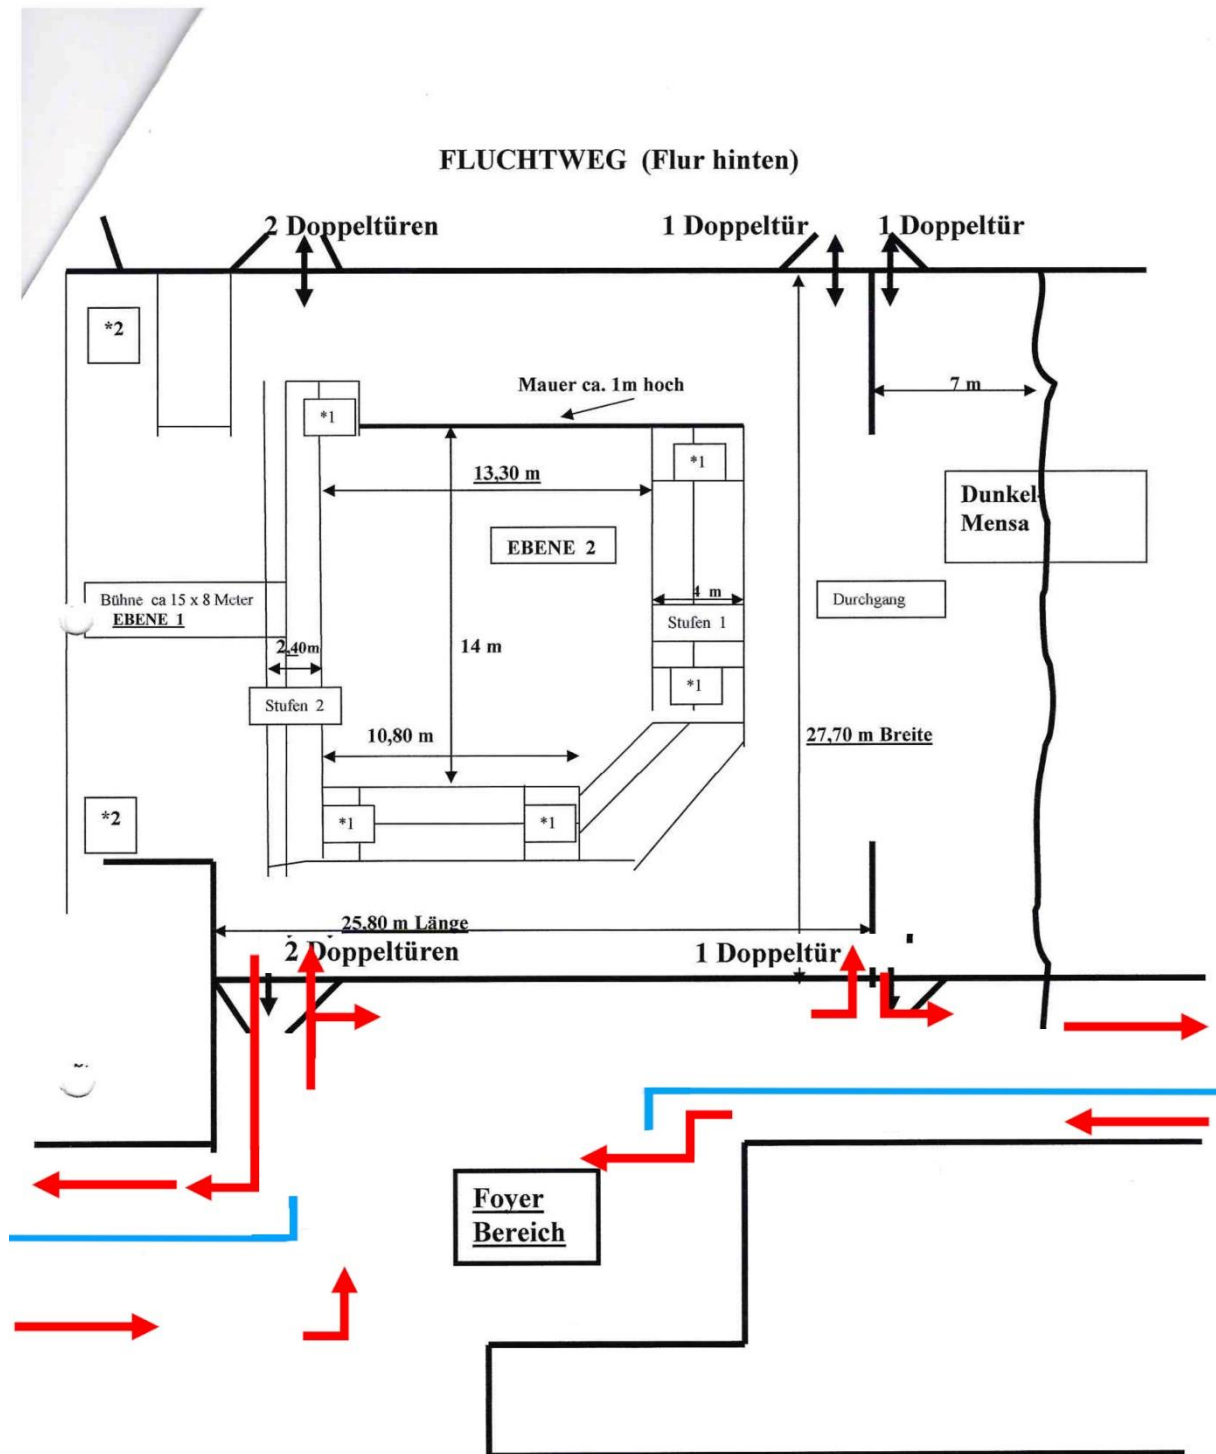 FLUCHTWEG (Flur hinten)
2 Doppeltüren
1 Doppeltür
1 Doppeltür
*2
Mauer ca. 1m hoch
7 m
*1
*1
13,30 m
Dunkel-
Mensa
EBENE 2
Bühne ca 15 x 8 Meter
EBENE 1
4 m
Durchgang
Stufen 1
2,40m
14 m
*1
Stufen 2
10,80 m
27,70 m Breite
*2
*1
*1
25,80 m Länge
2 Doppeltüren
1 Doppeltür
Foyer
Bereich